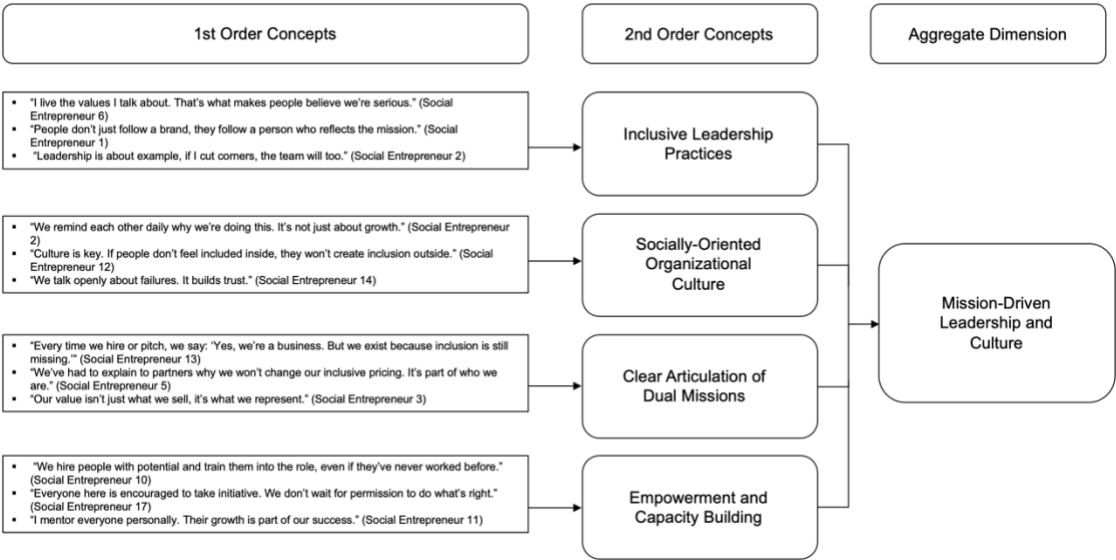 1st Order Concepts
2nd Order Concepts
Aggregate Dimension
▪ “I live the values I talk about. That’s what makes people believe we’re serious.” (Social
Entrepreneur 6)
▪ “People don’t just follow a brand, they follow a person who reflects the mission.” (Social
Entrepreneur 1)
▪ “Leadership is about example, if I cut corners, the team will too.” (Social Entrepreneur 2)
Inclusive Leadership
Practices
▪ “We remind each other daily why we’re doing this. It’s not just about growth.” (Social Entrepreneur
2)
▪ “Culture is key. If people don’t feel included inside, they won’t create inclusion outside.” (Social
Entrepreneur 12)
▪ “We talk openly about failures. It builds trust.” (Social Entrepreneur 14)
Socially-Oriented
Organizational
Culture
▪ “Every time we hire or pitch, we say: ‘Yes, we’re a business. But we exist because inclusion is still
missing.’” (Social Entrepreneur 13)
▪ “We’ve had to explain to partners why we won’t change our inclusive pricing. It’s part of who we
are.” (Social Entrepreneur 5)
▪ “Our value isn’t just what we sell, it’s what we represent.” (Social Entrepreneur 3)
Clear Articulation of
Dual Missions
▪ “We hire people with potential and train them into the role, even if they’ve never worked before.”
(Social Entrepreneur 10)
▪ “Everyone here is encouraged to take initiative. We don’t wait for permission to do what’s right.”
(Social Entrepreneur 17)
▪ “I mentor everyone personally. Their growth is part of our success.” (Social Entrepreneur 11)
Empowerment and
Capacity Building
Mission-Driven
Leadership and
Culture